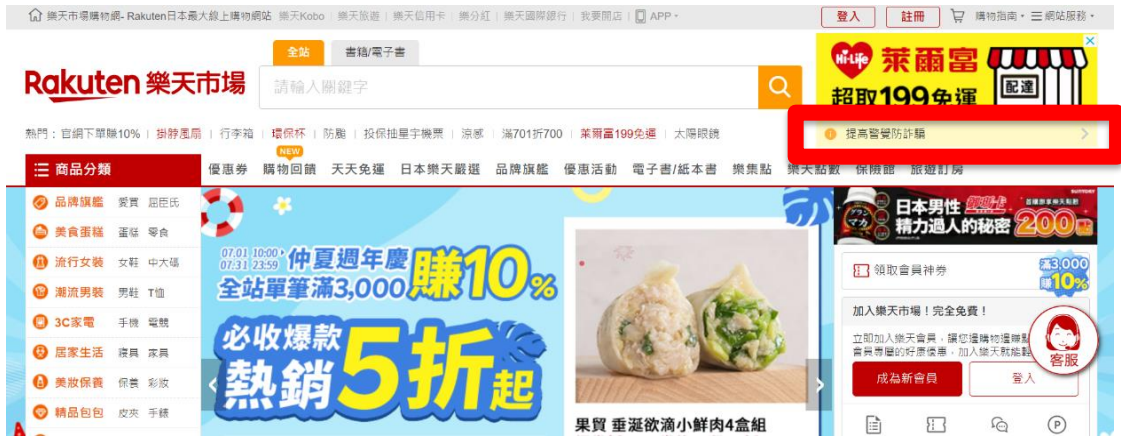 樂天市場購物網- Rakuten日本最大線上購物網站 樂天Kobo 樂天旅遊 樂天信用卡 樂分紅 樂天國際銀行 我要開店 APP
登入 註冊 購物指南 網站服務
全站 書籍/電子書
Rakuten 樂天市場
請輸入關鍵字
Hi-Life 萊爾富
超取199免運
配達
熱門：官網下單賺10% 掛脖風扇 行李箱 環保杯 防颱 投保抽星宇機票 涼感 滿701折700 萊爾富199免運 太陽眼鏡
提高警覺防詐騙
NEW
商品分類 優惠券 購物回饋 天天免運 日本樂天嚴選 品牌旗艦 優惠活動 電子書/紙本書 樂集點 樂天點數 保險館 旅遊訂房
品牌旗艦 愛買 屈臣氏
美食蛋糕 蛋糕 零食
流行女裝 女鞋 中大碼
潮流男裝 男鞋 T恤
3C家電 手機 電競
居家生活 寢具 家具
美妝保養 保養 彩妝
精品包包 皮夾 手錶
07.01 10:00
07.31 23:59
仲夏週年慶
全站單筆滿3,000
賺10%
必收爆款
熱銷5折起
果貿 垂涎欲滴小鮮肉4盒組
SUNTORY
日本男性
精力過人的秘密
200
領取會員神券
滿3,000
賺10%
加入樂天市場！完全免費！
立即加入樂天會員，讓您邊購物邊賺點
會員專屬的好康優惠，加入樂天就能
客服
成為新會員 登入